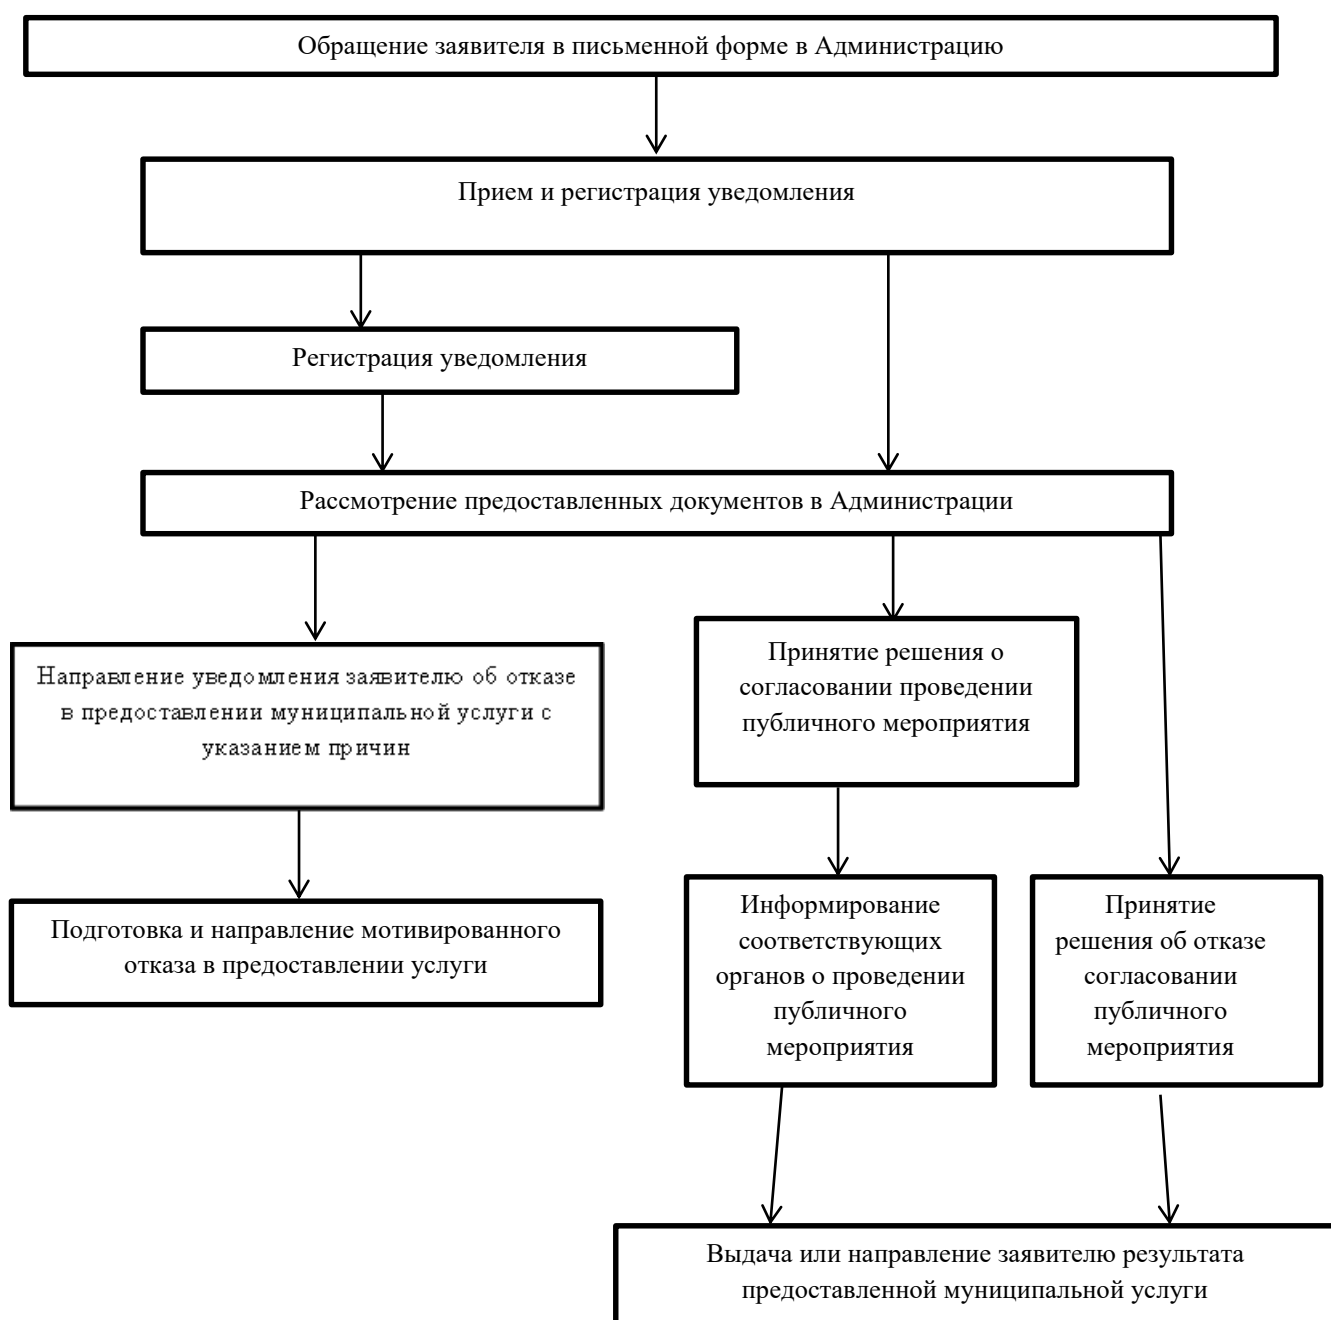 Обращение заявителя в письменной форме в Администрацию
Прием и регистрация уведомления
Регистрация уведомления
Рассмотрение предоставленных документов в Администрации
Направление уведомления заявителю об отказе
в предоставлении муниципальной услуги с
указанием причин
Принятие решения о
согласовании проведении
публичного мероприятия
Подготовка и направление мотивированного
отказа в предоставлении услуги
Информирование
соответствующих
органов о проведении
публичного
мероприятия
Принятие
решения об отказе
согласовании
публичного
мероприятия
Выдача или направление заявителю результата
предоставленной муниципальной услуги